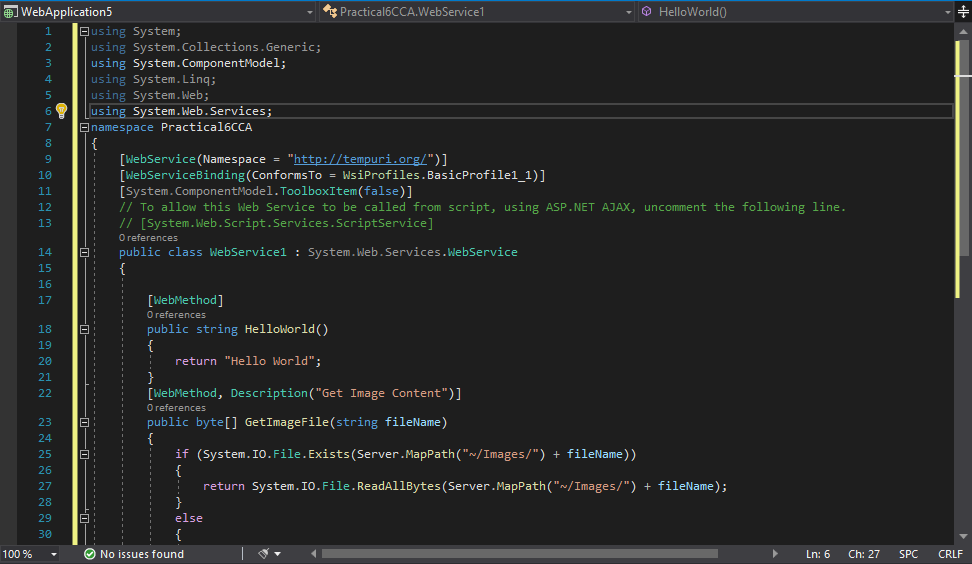 WebApplication5 Practical6CCA.WebService1 HelloWorld()
1 using System;
2 using System.Collections.Generic;
3 using System.ComponentModel;
4 using System.Linq;
5 using System.Web;
6 using System.Web.Services;
7 namespace Practical6CCA
8 {
9 [WebService(Namespace = "http://tempuri.org/")]
10 [WebServiceBinding(ConformsTo = WsiProfiles.BasicProfile1_1)]
11 [System.ComponentModel.ToolboxItem(false)]
12 // To allow this Web Service to be called from script, using ASP.NET AJAX, uncomment the following line.
13 // [System.Web.Script.Services.ScriptService]
0 references
14 public class WebService1 : System.Web.Services.WebService
15 {
16
17 [WebMethod]
0 references
18 public string HelloWorld()
19 {
20 return "Hello World";
21 }
22 [WebMethod, Description("Get Image Content")]
0 references
23 public byte[] GetImageFile(string fileName)
24 {
25 if (System.IO.File.Exists(Server.MapPath("~/Images/") + fileName))
26 {
27 return System.IO.File.ReadAllBytes(Server.MapPath("~/Images/") + fileName);
28 }
29 else
30 {
100 % No issues found Ln: 6 Ch: 27 SPC CRLF